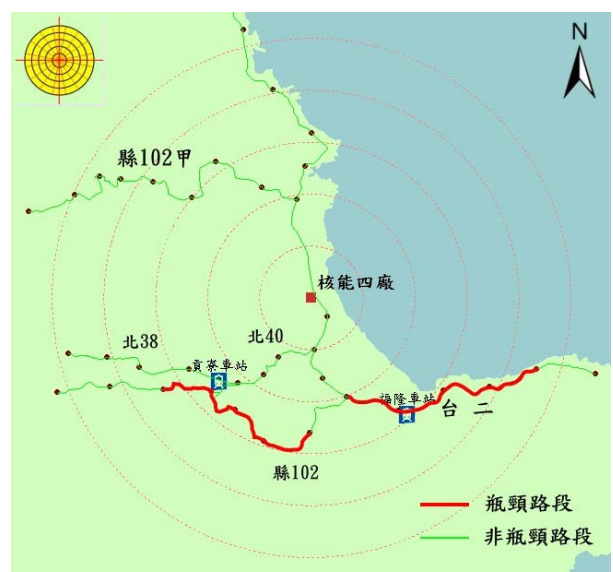 N
縣102甲
核能四廠
北38
北40
貢寮車站
福隆車站
台二
縣102
瓶頸路段
非瓶頸路段